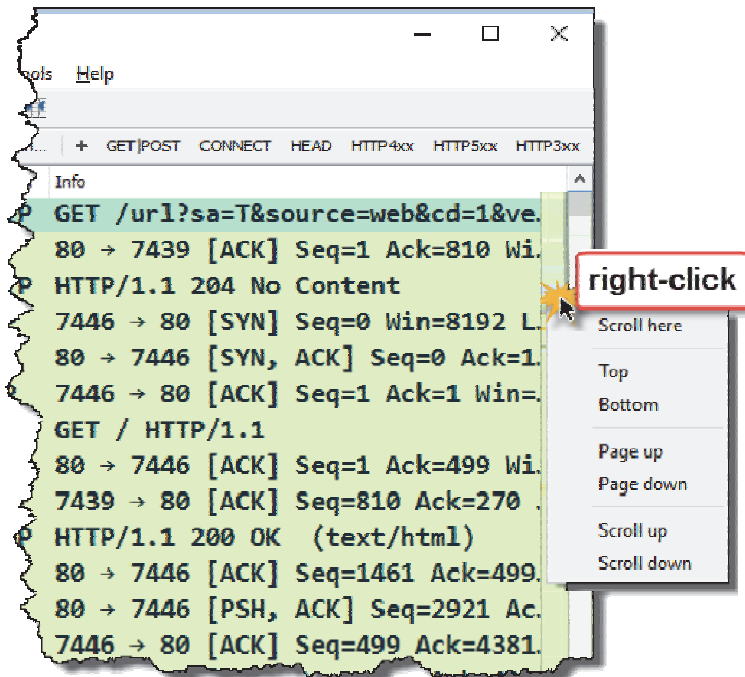 ools Help
... + GET|POST CONNECT HEAD HTTP4xx HTTP5xx HTTP3xx
Info
P GET /url?sa=T&source=web&cd=1&ve.
80 → 7439 [ACK] Seq=1 Ack=810 Wi.
P HTTP/1.1 204 No Content
right-click
7446 → 80 [SYN] Seq=0 Win=8192 L.
Scroll here
80 → 7446 [SYN, ACK] Seq=0 Ack=1.
Top
7446 → 80 [ACK] Seq=1 Ack=1 Win=.
Bottom
GET / HTTP/1.1
80 → 7446 [ACK] Seq=1 Ack=499 Wi.
Page up
7439 → 80 [ACK] Seq=810 Ack=270 .
Page down
P HTTP/1.1 200 OK (text/html)
Scroll up
80 → 7446 [ACK] Seq=1461 Ack=499.
Scroll down
80 → 7446 [PSH, ACK] Seq=2921 Ac.
7446 → 80 [ACK] Seq=499 Ack=4381.